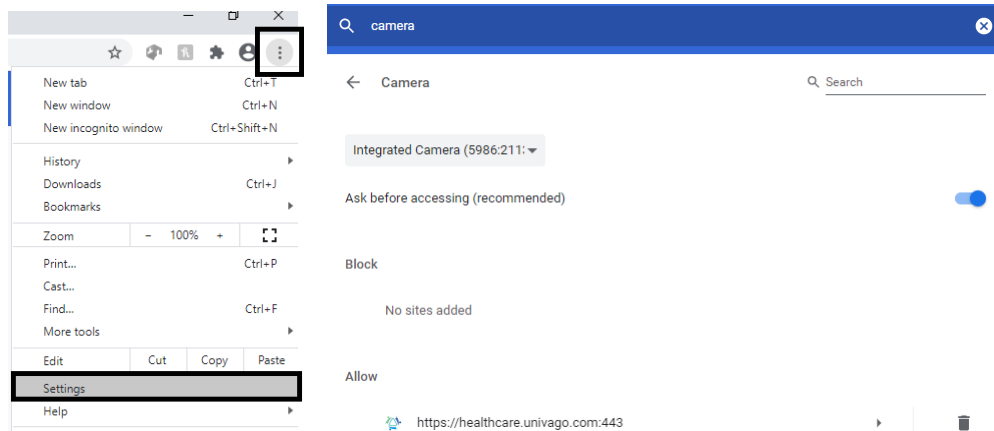 New tab Ctrl+T
New window Ctrl+N
New incognito window Ctrl+Shift+N
History
Downloads Ctrl+J
Bookmarks
Zoom - 100% +
Print... Ctrl+P
Cast...
Find... Ctrl+F
More tools
Edit Cut Copy Paste
Settings
Help
camera
Camera Search
Integrated Camera (5986:211
Ask before accessing (recommended)
Block
No sites added
Allow
https://healthcare.univago.com:443